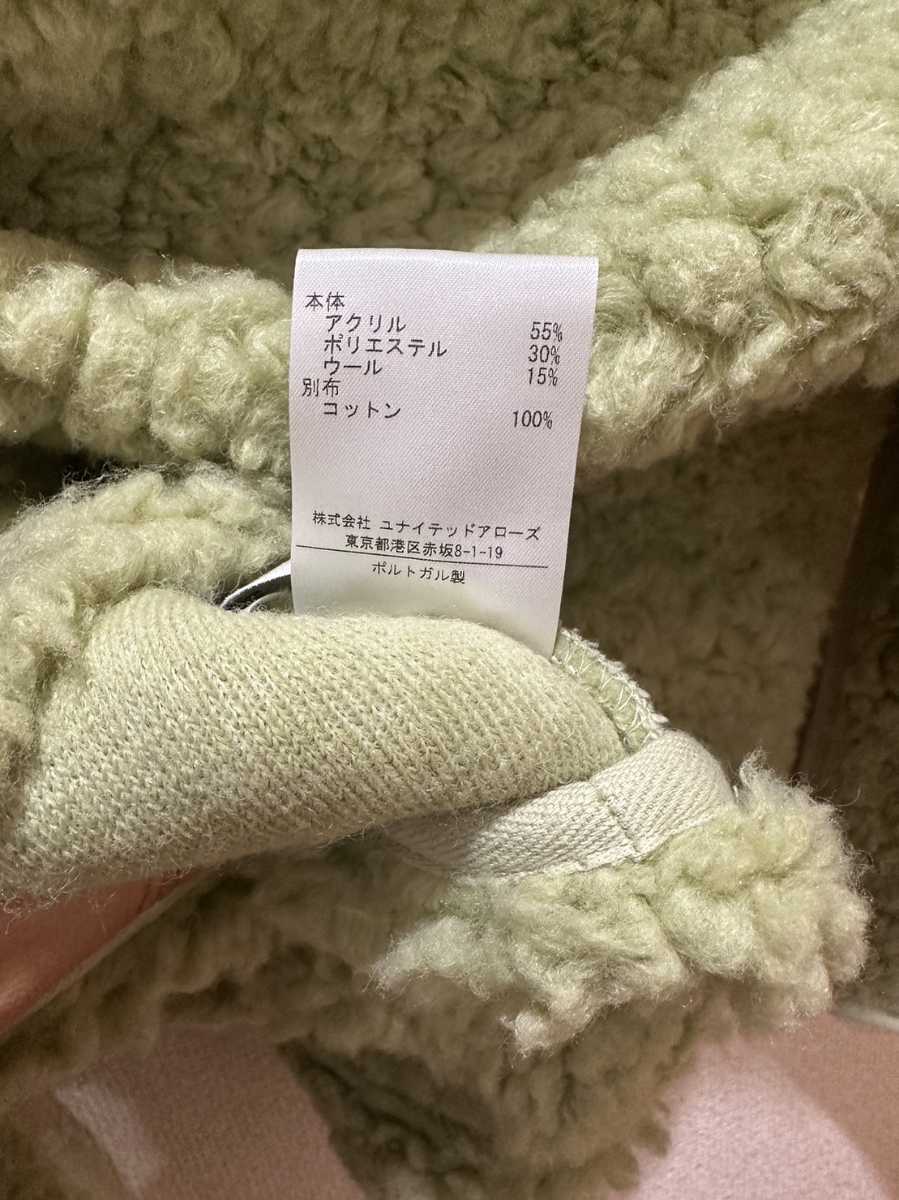 本体
アクリル 55%
ポリエステル 30%
ウール 15%
別布
コットン 100%
株式会社 ユナイテッドアローズ
東京都港区赤坂8-1-19
ポルトガル製